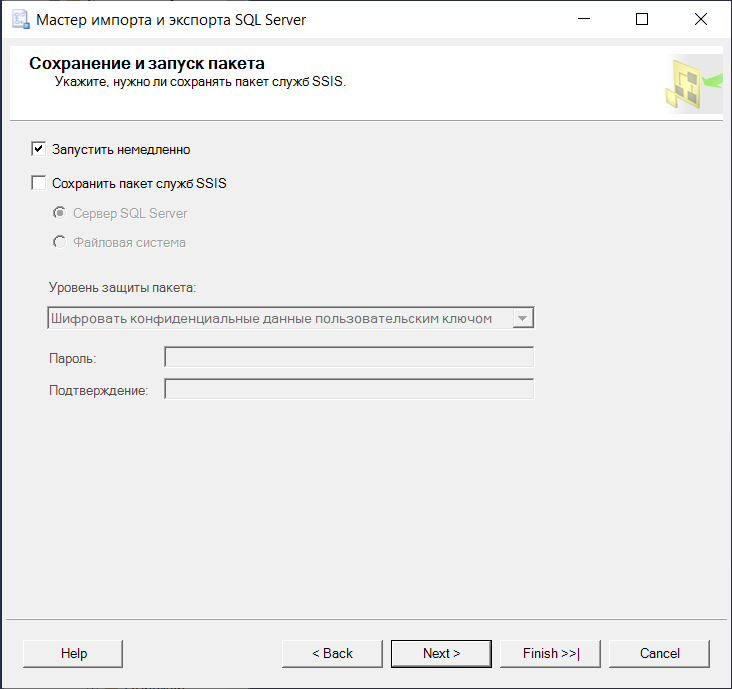 Мастер импорта и экспорта SQL Server
Сохранение и запуск пакета
Укажите, нужно ли сохранять пакет служб SSIS.
Запустить немедленно
Сохранить пакет служб SSIS
Сервер SQL Server
Файловая система
Уровень защиты пакета:
Шифровать конфиденциальные данные пользовательским ключом
Пароль:
Подтверждение:
Help
< Back
Next >
Finish >>|
Cancel